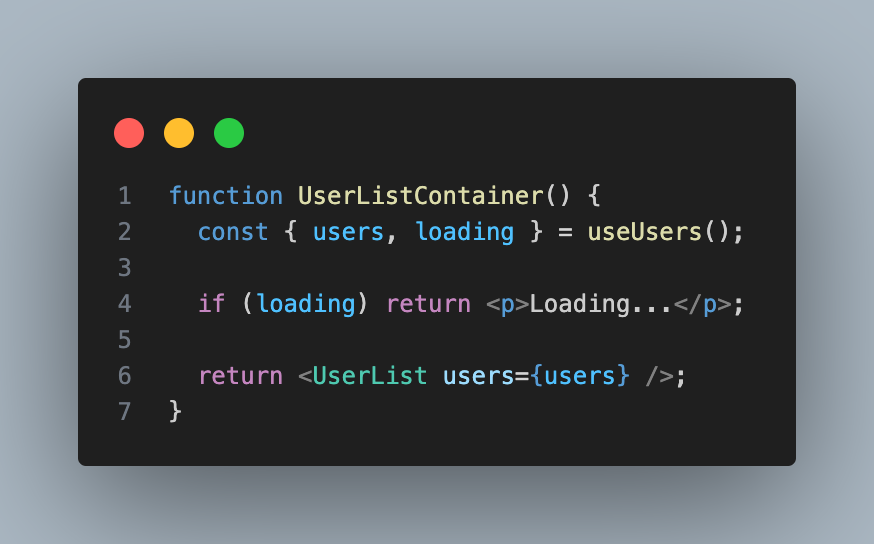 1 function UserListContainer() {
2   const { users, loading } = useUsers();
3
4   if (loading) return <p>Loading...</p>;
5
6   return <UserList users={users} />;
7 }